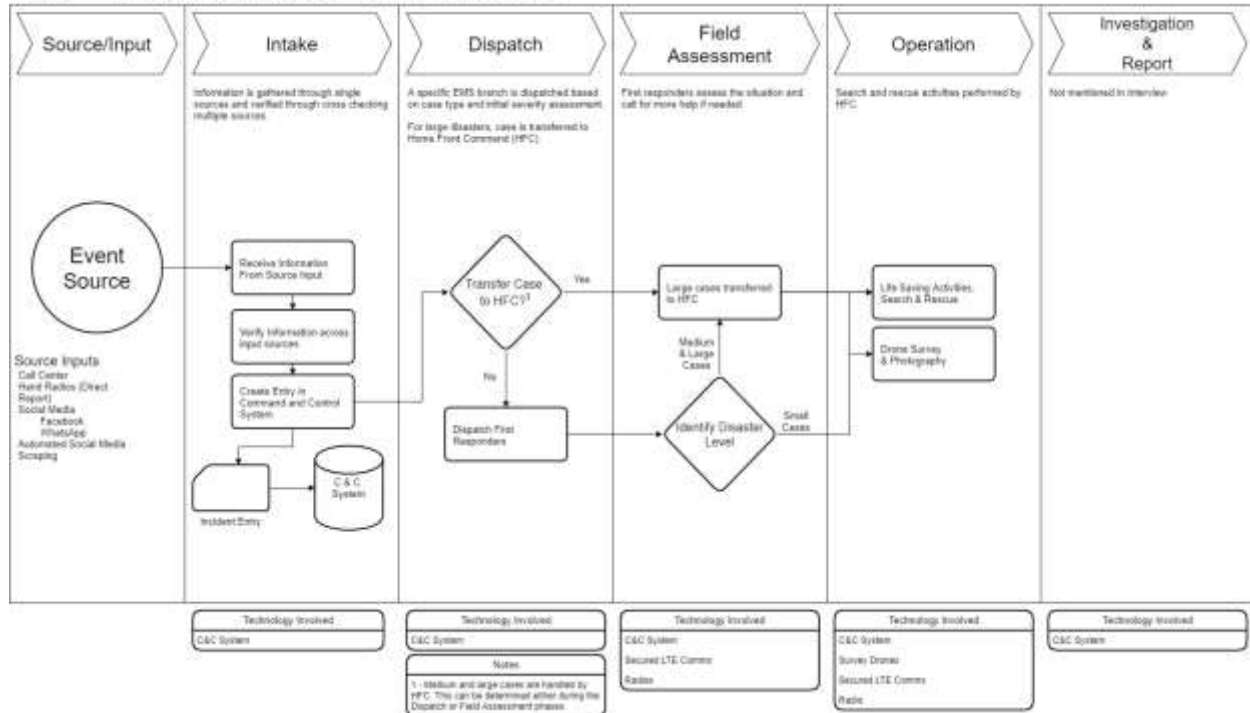 Source/Input
Intake
Dispatch
Field
Assessment
Operation
Investigation
&
Report
Information is gathered through single
sources and verified through cross checking
multiple sources
A specific EMS branch is dispatched based
on case type and initial severity assessment.
For large disasters, case is transferred to
Home Front Command (HFC)
First responders assess the situation and
call for more help if needed
Search and rescue activities performed by
HFC
Not mentioned in interview
Event
Source
Source Inputs
Call Center
Hand Radios (Direct
Report)
Social Media
Facebook
WhatsApp
Automated Social Media
Scraping
Receive Information
From Source Input
Verify Information across
input sources
Create Entry in
Command and Control
System
Incident Entry
C & C
System
Transfer Case
to HFC?¹
Yes
No
Dispatch First
Responders
Large cases transferred
to HFC
Medium
& Large
Cases
Identify Disaster
Level
Small
Cases
Life Saving Activities,
Search & Rescue
Drone Survey
& Photography
Technology Involved
C&C System
Technology Involved
C&C System
Notes
1 - Medium and large cases are handled by
HFC. This can be determined either during the
Dispatch or Field Assessment phases.
Technology Involved
C&C System
Secured LTE Comms
Radios
Technology Involved
C&C System
Survey Drones
Secured LTE Comms
Radio
Technology Involved
C&C System